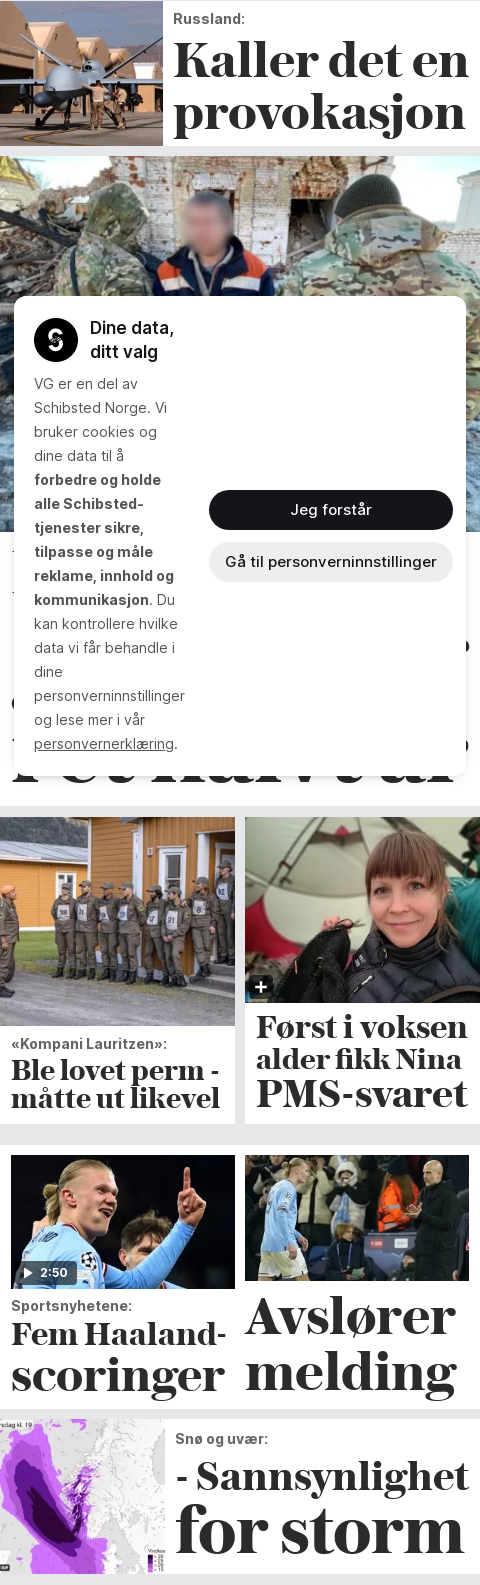 Russland:
Kaller det en
provokasjon
Dine data,
ditt valg
VG er en del av
Schibsted Norge. Vi
bruker cookies og
dine data til å
forbedre og holde
alle Schibsted-
tjenester sikre,
tilpasse og måle
reklame, innhold og
kommunikasjon. Du
kan kontrollere hvilke
data vi får behandle i
dine
personverninnstillinger
og lese mer i vår
personvernerklæring.
Jeg forstår
Gå til personverninnstillinger
«Kompani Lauritzen»:
Ble lovet perm -
måtte ut likevel
Først i voksen
alder fikk Nina
PMS-svaret
2:50
Sportsnyhetene:
Fem Haaland-
scoringer
Avslører
melding
Snø og uvær:
- Sannsynlighet
for storm